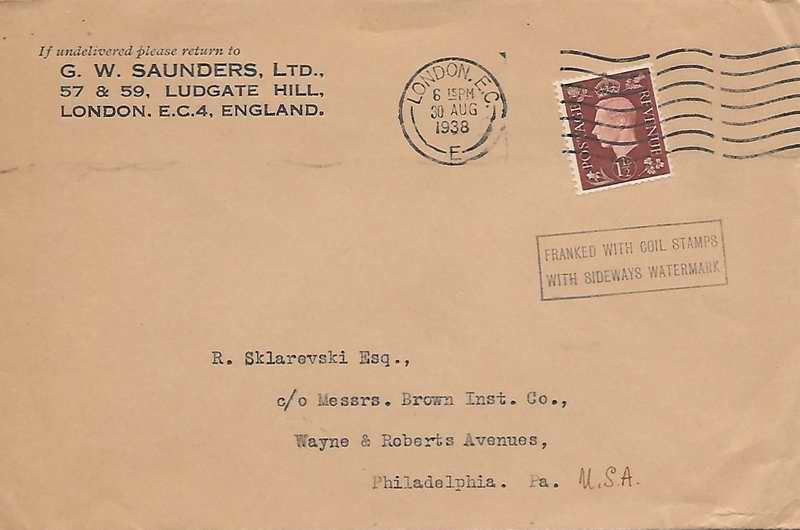 If undelivered please return to
G. W. SAUNDERS, LTD.,
57 & 59, LUDGATE HILL,
LONDON. E.C.4, ENGLAND.
LONDON. E.C.
6 15PM
30 AUG
1938
E
POSTAGE
REVENUE
1½
FRANKED WITH COIL STAMPS
WITH SIDEWAYS WATERMARK
R. Sklarevski Esq.,
c/o Messrs. Brown Inst. Co.,
Wayne & Roberts Avenues,
Philadelphia. Pa. U.S.A.